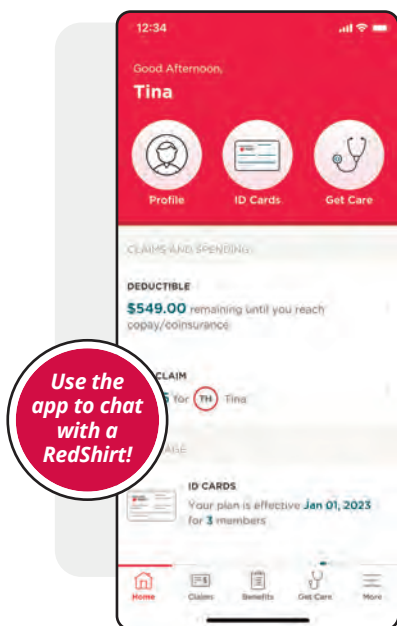 12:34
Good Afternoon,
Tina
Profile
ID Cards
Get Care
CLAIMS AND SPENDING
DEDUCTIBLE
$549.00 remaining until you reach
copay/coinsurance
CLAIM
for TH Tina
Use the
app to chat
with a
RedShirt!
ID CARDS
Your plan is effective Jan 01, 2023
for 3 members
Home
Claims
Benefits
Get Care
More